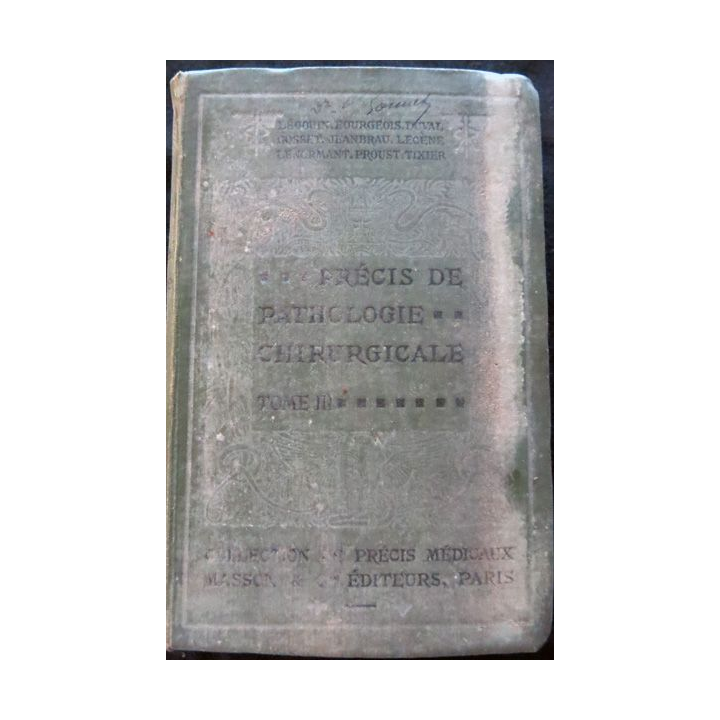 BÉGOUIN. BOURGEOIS. DUVAL
GOSSET. JEANBRAU. LECÈNE
LENORMANT. PROUST. TIXIER
PRÉCIS DE
PATHOLOGIE
CHIRURGICALE
TOME III
COLLECTION DE PRÉCIS MÉDICAUX
MASSON & Cie ÉDITEURS, PARIS